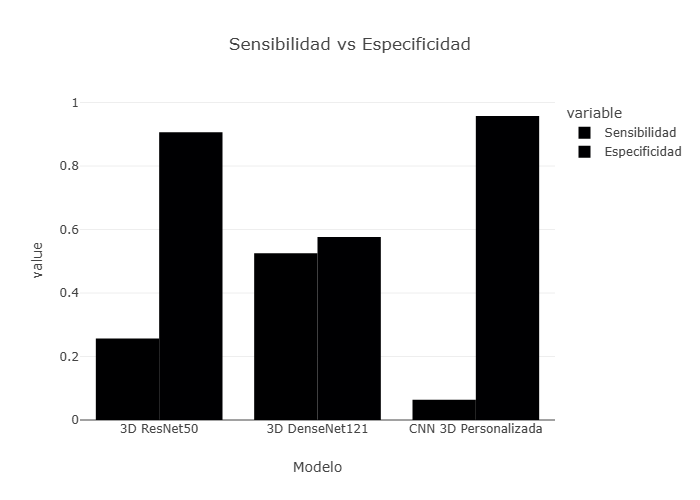 Sensibilidad vs Especificidad
1
0.8
0.6
0.4
0.2
0
value
3D ResNet50
3D DenseNet121
CNN 3D Personalizada
Modelo
variable
Sensibilidad
Especificidad